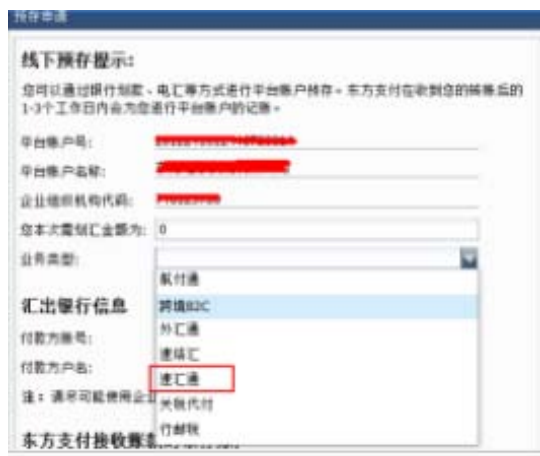 预存申请
线下预存提示:
您可以通过银行划款、电汇等方式进行平台账户转存。东方支付在收到您的转账后的
1-3个工作日内会为您进行平台账户的记账。
平台账户号:
平台账户名称:
企业组织机构代码:
您本次需划汇金额为: 0
业务类型:
航付通
跨境B2C
外汇通
速结汇
速汇通
关税代付
行邮税
汇出银行信息
付款方账号:
付款方户名:
注: 请尽可能使用企业
东方支付接收账